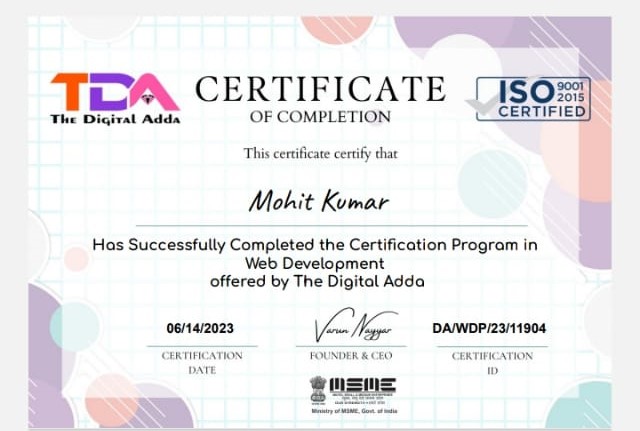 TDA
The Digital Adda
CERTIFICATE
OF COMPLETION
ISO 9001 2015
CERTIFIED
This certificate certify that
Mohit Kumar
Has Successfully Completed the Certification Program in
Web Development
offered by The Digital Adda
06/14/2023
Varun Nayyar
DA/WDP/23/11904
CERTIFICATION
DATE
FOUNDER & CEO
CERTIFICATION
ID
MSME
Ministry of MSME, Govt. of India